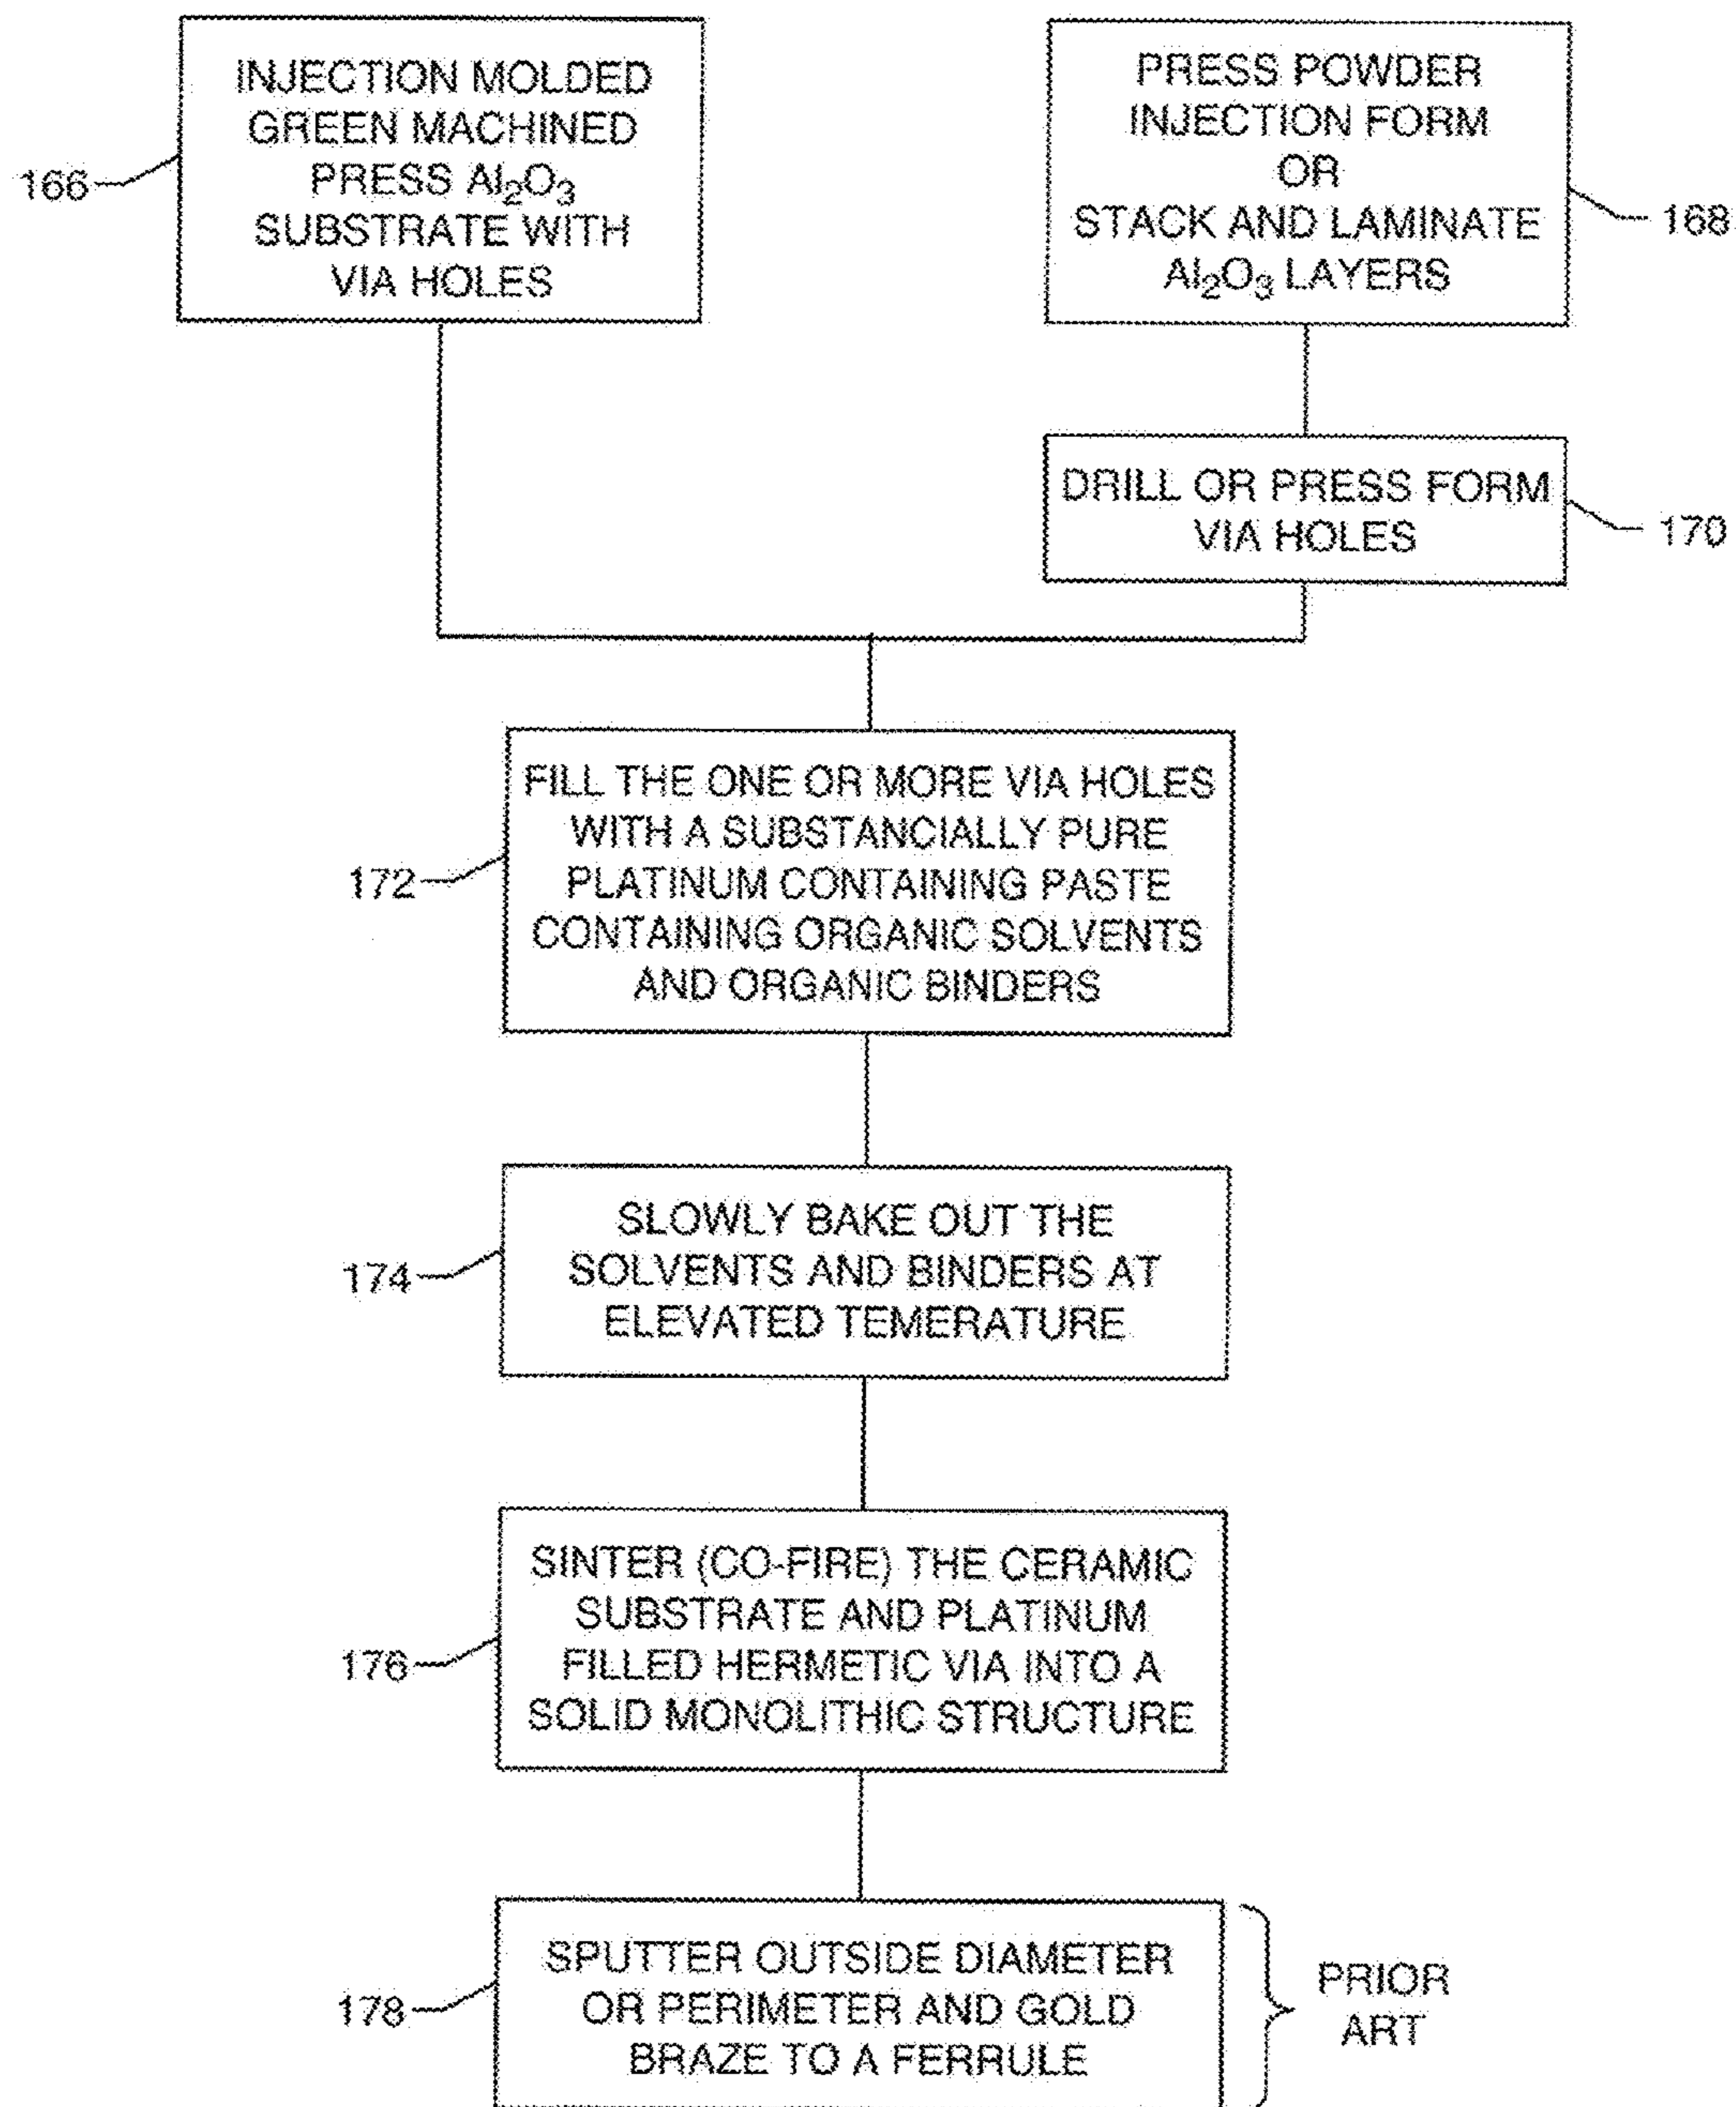 INJECTION MOLDED
GREEN MACHINED
PRESS Al₂O₃
SUBSTRATE WITH
VIA HOLES
166
PRESS POWDER
INJECTION FORM
OR
STACK AND LAMINATE
Al₂O₃ LAYERS
168
DRILL OR PRESS FORM
VIA HOLES
170
FILL THE ONE OR MORE VIA HOLES
WITH A SUBSTANCIALLY PURE
PLATINUM CONTAINING PASTE
CONTAINING ORGANIC SOLVENTS
AND ORGANIC BINDERS
172
SLOWLY BAKE OUT THE
SOLVENTS AND BINDERS AT
ELEVATED TEMERATURE
174
SINTER (CO-FIRE) THE CERAMIC
SUBSTRATE AND PLATINUM
FILLED HERMETIC VIA INTO A
SOLID MONOLITHIC STRUCTURE
176
SPUTTER OUTSIDE DIAMETER
OR PERIMETER AND GOLD
BRAZE TO A FERRULE
178
PRIOR
ART